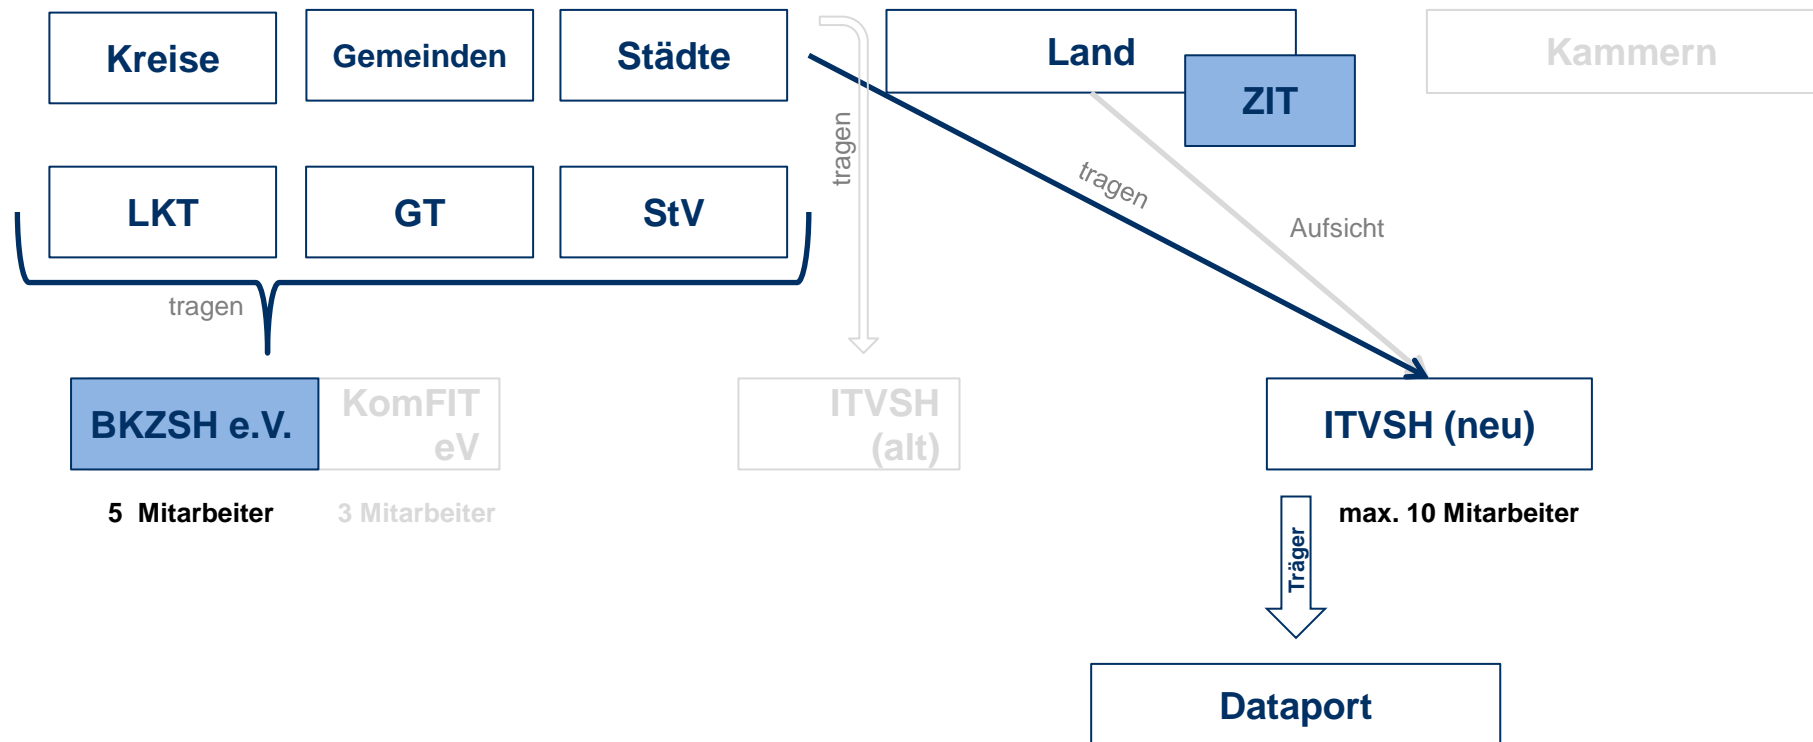 Kreise
Gemeinden
Städte
Land
Kammern
ZIT
tragen
tragen
Aufsicht
LKT
GT
StV
tragen
BKZSH e.V.
KomFIT
eV
ITVSH
(alt)
ITVSH (neu)
5 Mitarbeiter
3 Mitarbeiter
max. 10 Mitarbeiter
Träger
Dataport